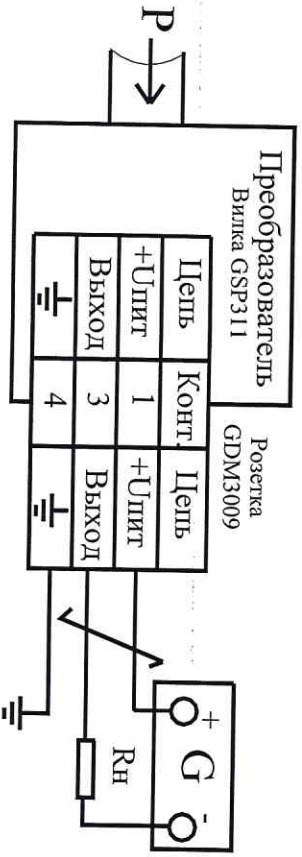 P
Преобразователь
Вилка GSP311
Розетка
GDM3009
Цепь Конт. Цепь
+Uпит 1 +Uпит
Выход 3 Выход
4
+ G -
Rн